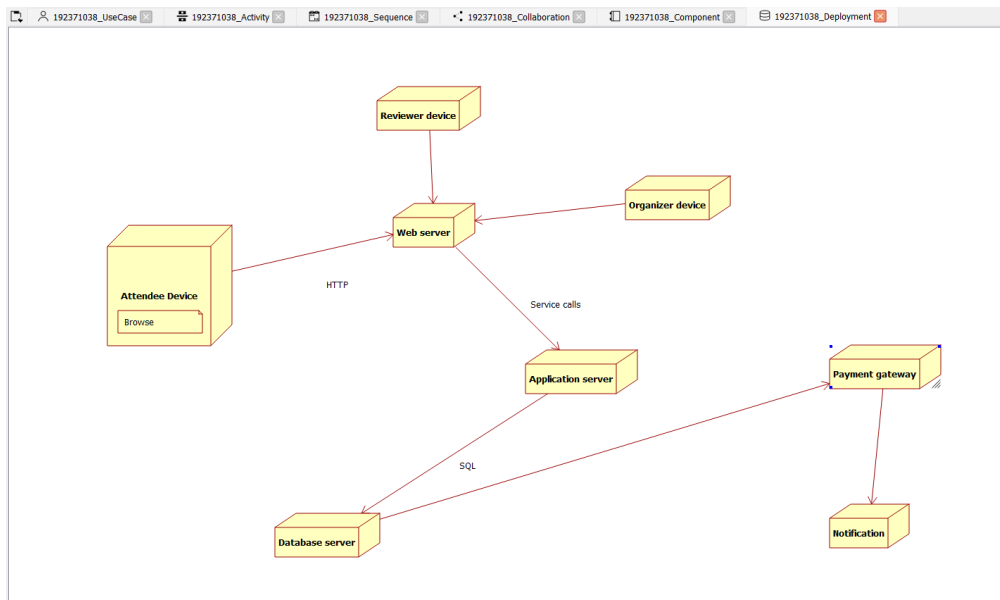 192371038_UseCase
192371038_Activity
192371038_Sequence
192371038_Collaboration
192371038_Component
192371038_Deployment
Reviewer device
Organizer device
Web server
HTTP
Attendee Device
Browse
Service calls
Application server
Payment gateway
SQL
Database server
Notification